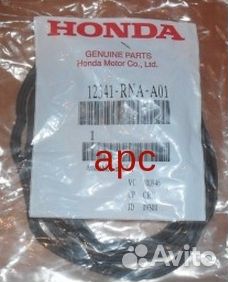 HONDA
GENUINE PARTS
Honda Motor Co., Ltd.
12341-RNA-A01
1
apc
Avito